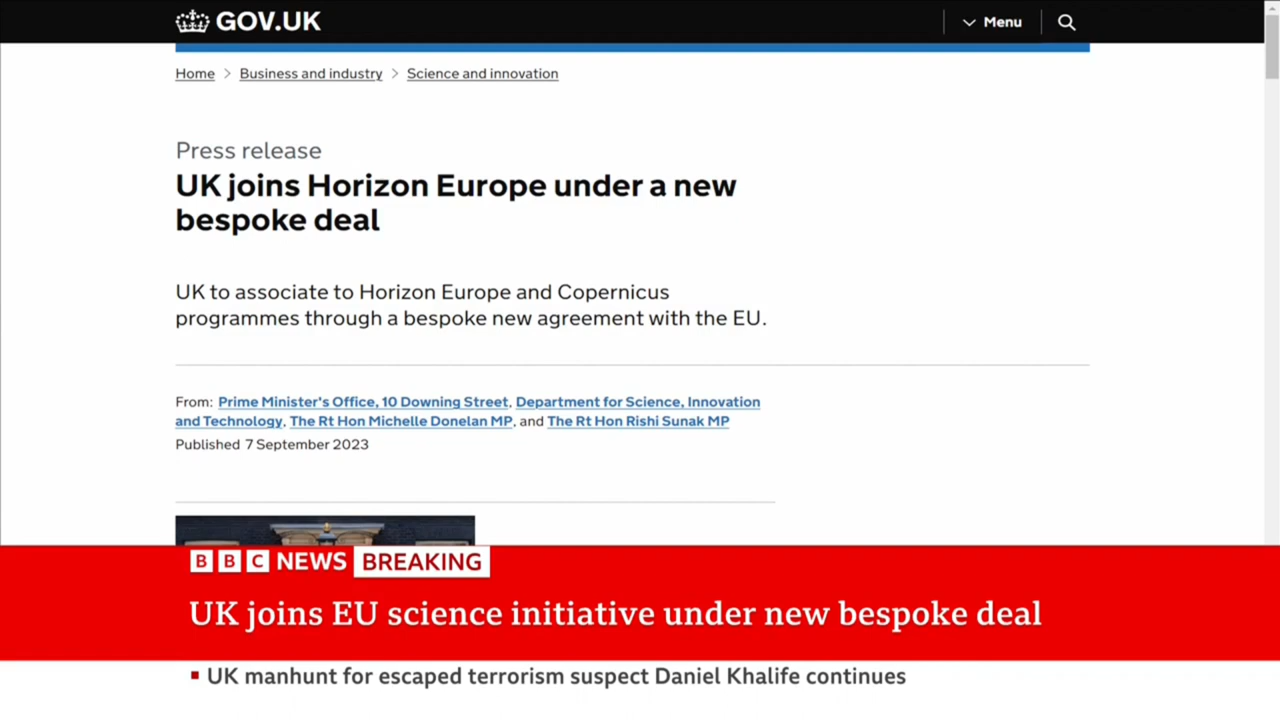 GOV.UK
Menu
Home > Business and industry > Science and innovation
Press release
UK joins Horizon Europe under a new
bespoke deal
UK to associate to Horizon Europe and Copernicus
programmes through a bespoke new agreement with the EU.
From: Prime Minister's Office, 10 Downing Street, Department for Science, Innovation
and Technology, The Rt Hon Michelle Donelan MP, and The Rt Hon Rishi Sunak MP
Published 7 September 2023
BBC NEWS BREAKING
UK joins EU science initiative under new bespoke deal
UK manhunt for escaped terrorism suspect Daniel Khalife continues